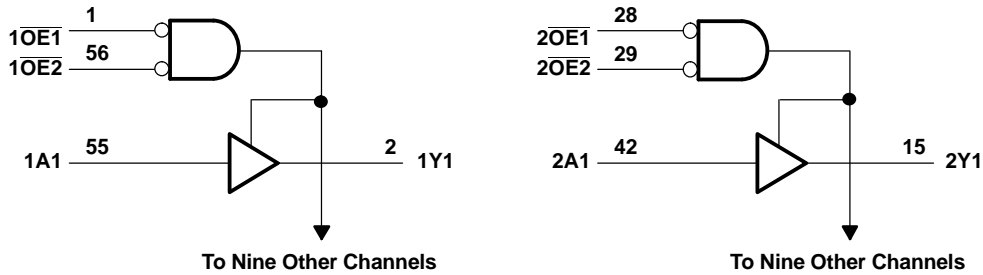 1
1OE1
56
1OE2
55
1A1
2
1Y1
To Nine Other Channels
28
2OE1
29
2OE2
42
2A1
15
2Y1
To Nine Other Channels